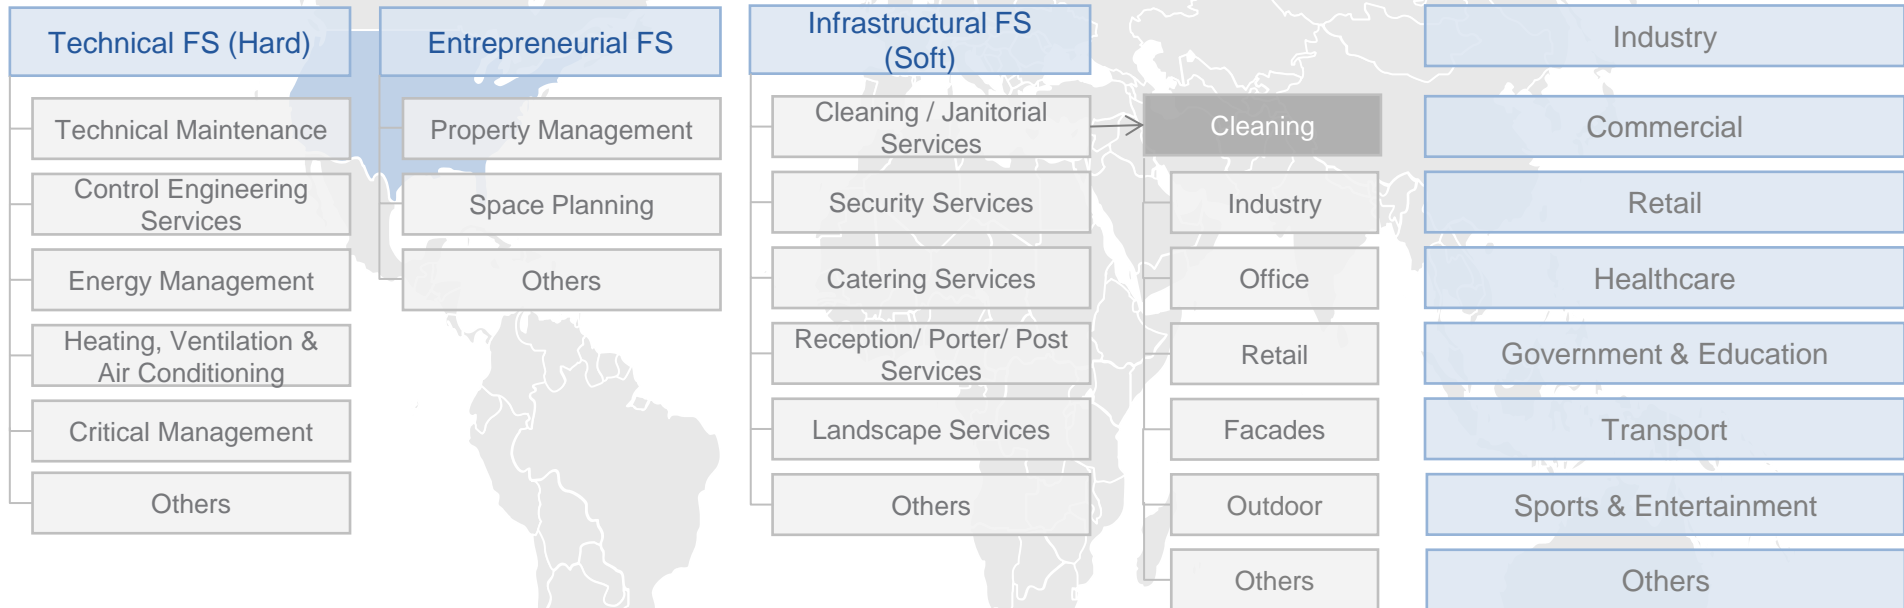 Technical FS (Hard)
Technical Maintenance
Control Engineering
Services
Energy Management
Heating, Ventilation &
Air Conditioning
Critical Management
Others
Entrepreneurial FS
Property Management
Space Planning
Others
Infrastructural FS
(Soft)
Cleaning / Janitorial
Services
Security Services
Catering Services
Reception/ Porter/ Post
Services
Landscape Services
Others
Cleaning
Industry
Office
Retail
Facades
Outdoor
Others
Industry
Commercial
Retail
Healthcare
Government & Education
Transport
Sports & Entertainment
Others